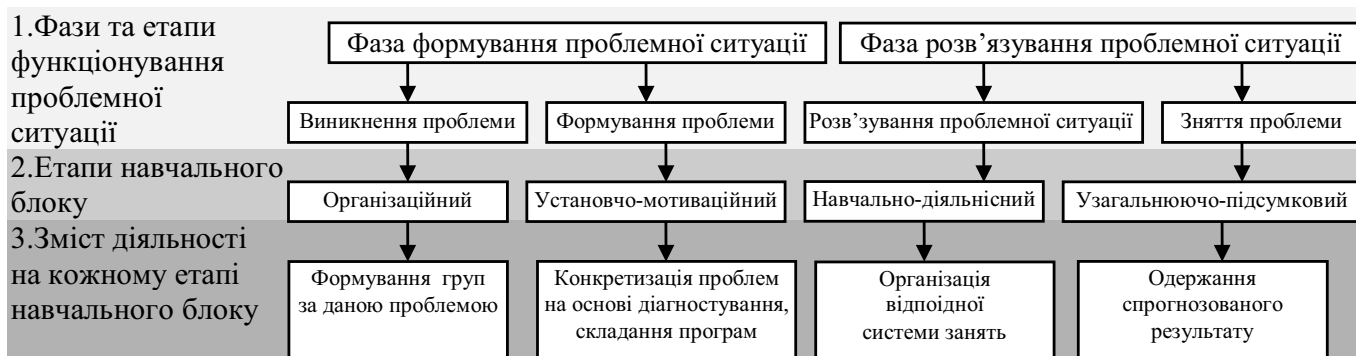 1.Фази та етапи
функціонування
проблемної
ситуації
Фаза формування проблемної ситуації
Фаза розв’язування проблемної ситуації
Виникнення проблеми
Формування проблеми
Розв’зування проблемної ситуації
Зняття проблеми
2.Етапи навчального
блоку
Організаційний
Установчо-мотиваційний
Навчально-діяльнісний
Узагальнюючо-підсумковий
3.Зміст діяльності
на кожному етапі
навчального блоку
Формування груп
за даною проблемою
Конкретизація проблем
на основі діагностування,
складання програм
Організація
відпоідної
системи занять
Одержання
спрогнозованого
результату